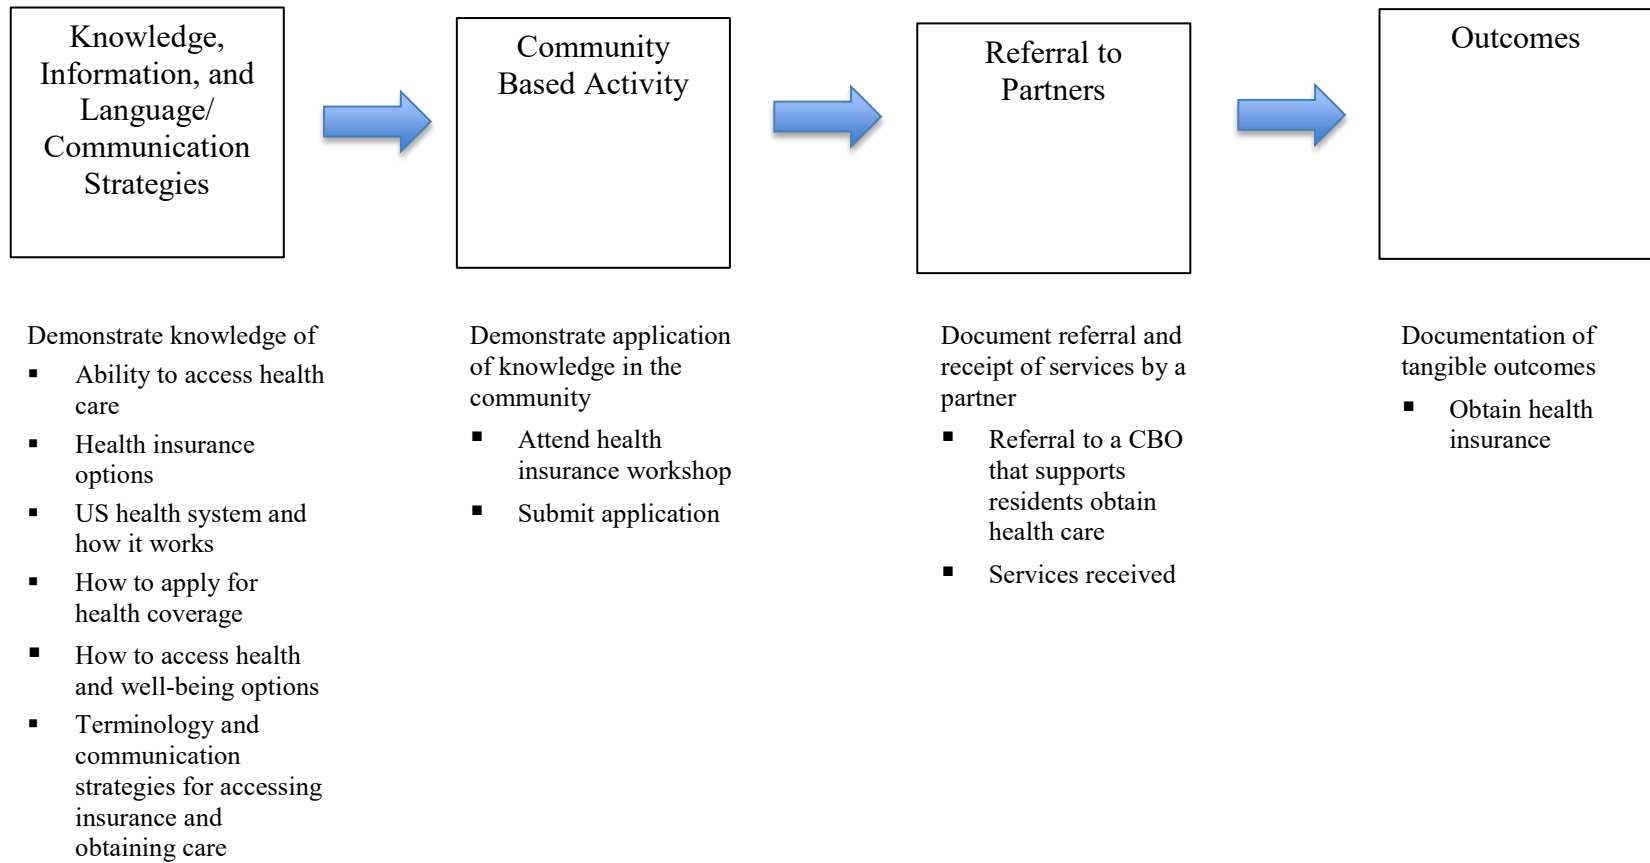 Knowledge,
Information, and
Language/
Communication
Strategies
Community
Based Activity
Referral to
Partners
Outcomes
Demonstrate knowledge of
▪ Ability to access health
care
▪ Health insurance
options
▪ US health system and
how it works
▪ How to apply for
health coverage
▪ How to access health
and well-being options
▪ Terminology and
communication
strategies for accessing
insurance and
obtaining care
Demonstrate application
of knowledge in the
community
▪ Attend health
insurance workshop
▪ Submit application
Document referral and
receipt of services by a
partner
▪ Referral to a CBO
that supports
residents obtain
health care
▪ Services received
Documentation of
tangible outcomes
▪ Obtain health
insurance